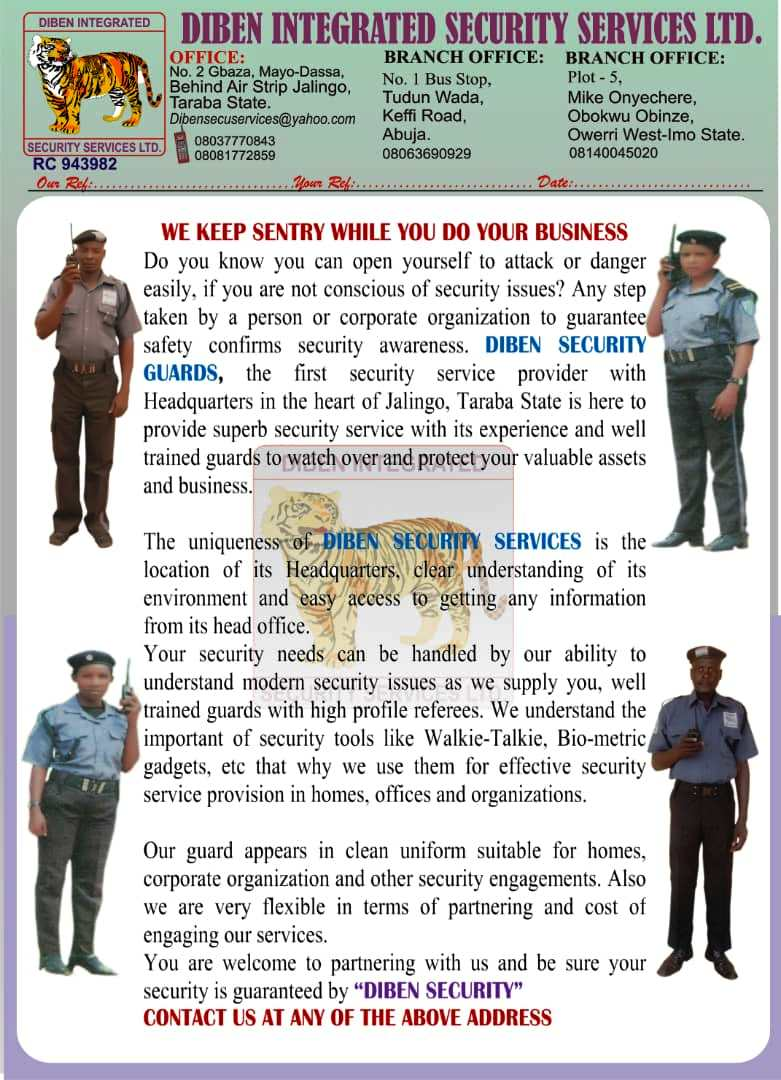 DIBEN INTEGRATED
SECURITY SERVICES LTD.
RC 943982
DIBEN INTEGRATED SECURITY SERVICES LTD.
OFFICE:
No. 2 Gbaza, Mayo-Dassa,
Behind Air Strip Jalingo,
Taraba State.
Dibensecuservices@yahoo.com
08037770843
08081772859
BRANCH OFFICE:
No. 1 Bus Stop,
Tudun Wada,
Keffi Road,
Abuja.
08063690929
BRANCH OFFICE:
Plot - 5,
Mike Onyechere,
Obokwu Obinze,
Owerri West-Imo State.
08140045020
Our Ref:................................Your Ref:............................ Date:............................
WE KEEP SENTRY WHILE YOU DO YOUR BUSINESS
Do you know you can open yourself to attack or danger
easily, if you are not conscious of security issues? Any step
taken by a person or corporate organization to guarantee
safety confirms security awareness. DIBEN SECURITY
GUARDS, the first security service provider with
Headquarters in the heart of Jalingo, Taraba State is here to
provide superb security service with its experience and well
trained guards to watch over and protect your valuable assets
and business.
DIBEN INTEGRATED
The uniqueness of DIBEN SECURITY SERVICES is the
location of its Headquarters, clear understanding of its
environment and easy access to getting any information
from its head office.
Your security needs can be handled by our ability to
understand modern security issues as we supply you, well
SECURITY SERVICES LTD.
trained guards with high profile referees. We understand the
important of security tools like Walkie-Talkie, Bio-metric
gadgets, etc that why we use them for effective security
service provision in homes, offices and organizations.
Our guard appears in clean uniform suitable for homes,
corporate organization and other security engagements. Also
we are very flexible in terms of partnering and cost of
engaging our services.
You are welcome to partnering with us and be sure your
security is guaranteed by “DIBEN SECURITY”
CONTACT US AT ANY OF THE ABOVE ADDRESS